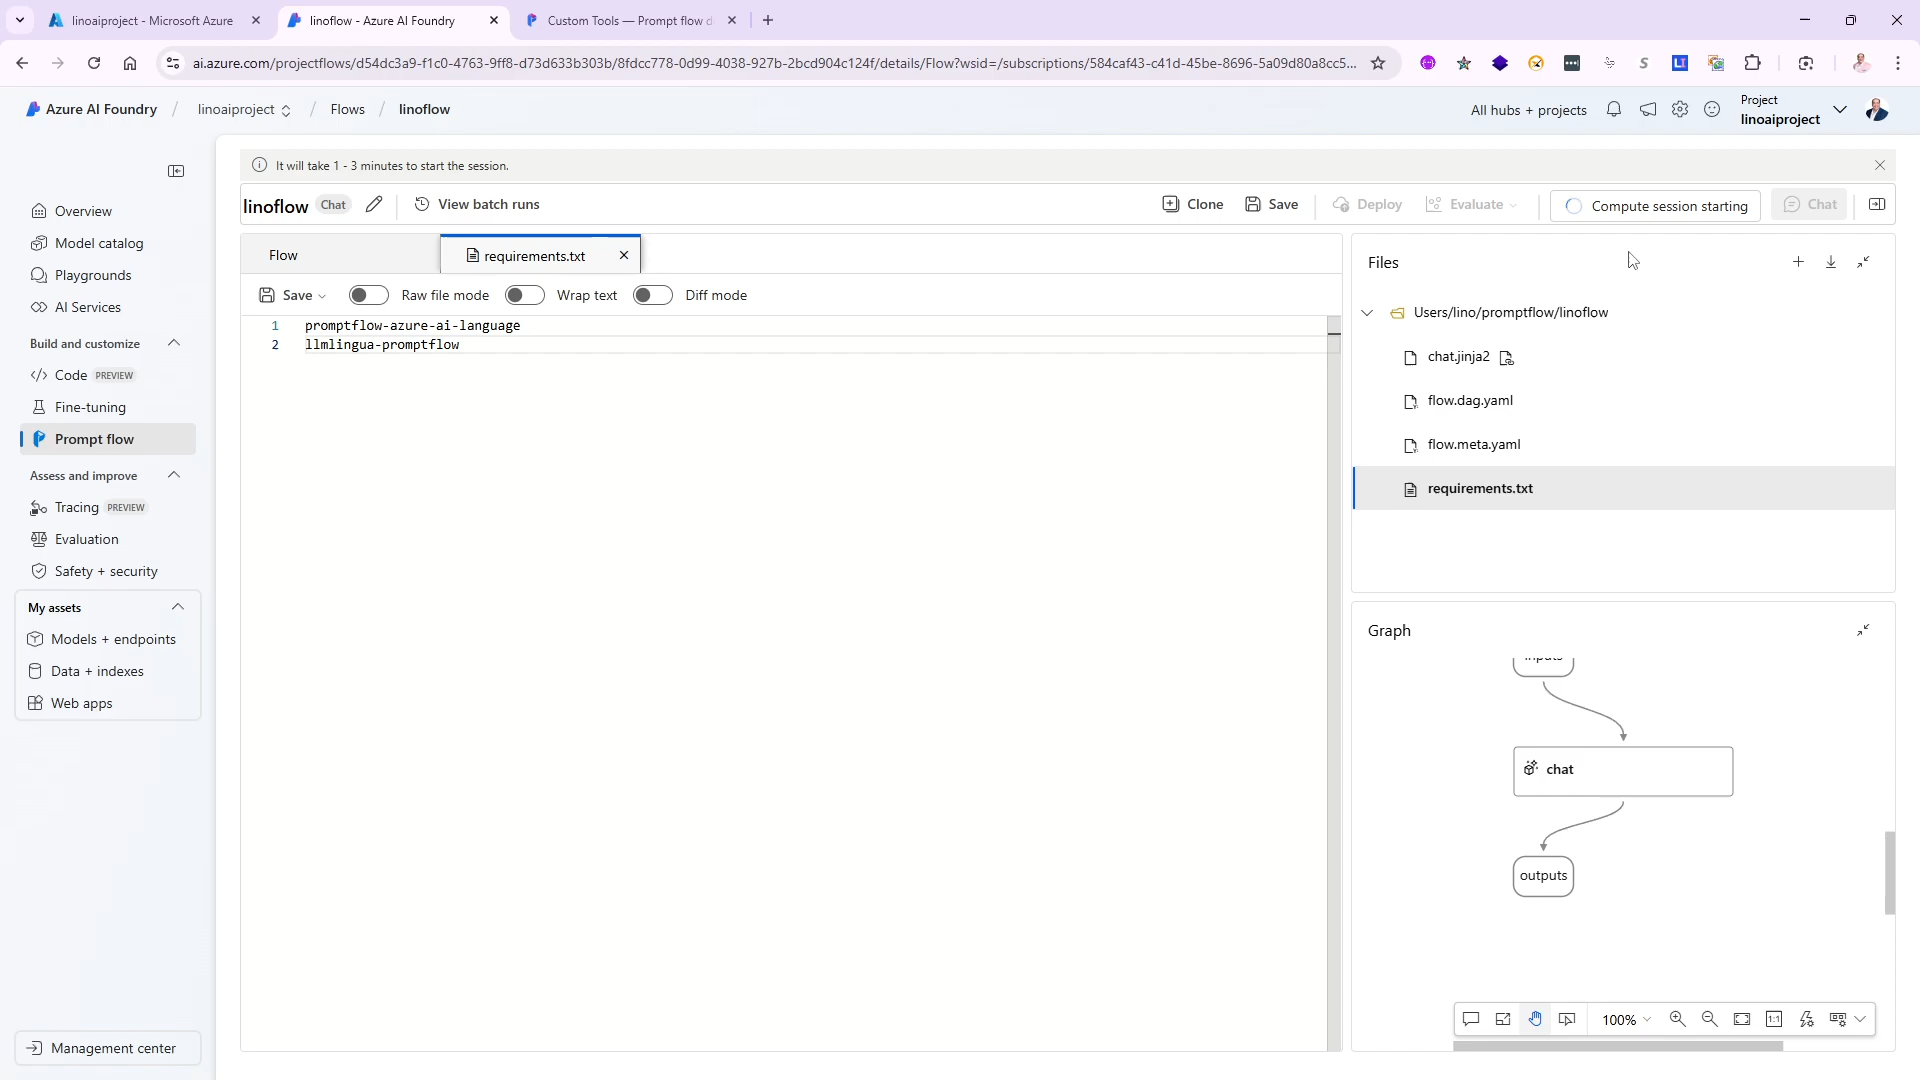 linoaiproject - Microsoft Azure
linoflow - Azure AI Foundry
Custom Tools — Prompt flow d
ai.azure.com/projectflows/d54dc3a9-f1c0-4763-9ff8-d73d633b303b/8fdcc778-0d99-4038-927b-2bcd904c124f/details/Flow?wsid=/subscriptions/584caf43-c41d-45be-8696-5a09d80a8cc5...
Azure AI Foundry / linoaiproject / Flows / linoflow
All hubs + projects
Project
linoaiproject
It will take 1 - 3 minutes to start the session.
linoflow Chat
View batch runs
Clone
Save
Deploy
Evaluate
Compute session starting
Chat
Overview
Model catalog
Playgrounds
AI Services
Build and customize
Code PREVIEW
Fine-tuning
Prompt flow
Assess and improve
Tracing PREVIEW
Evaluation
Safety + security
My assets
Models + endpoints
Data + indexes
Web apps
Management center
Flow
requirements.txt
Save
Raw file mode
Wrap text
Diff mode
1 promptflow-azure-ai-language
2 llmlingua-promptflow
Files
Users/lino/promptflow/linoflow
chat.jinja2
flow.dag.yaml
flow.meta.yaml
requirements.txt
Graph
inputs
chat
outputs
100%
1:1